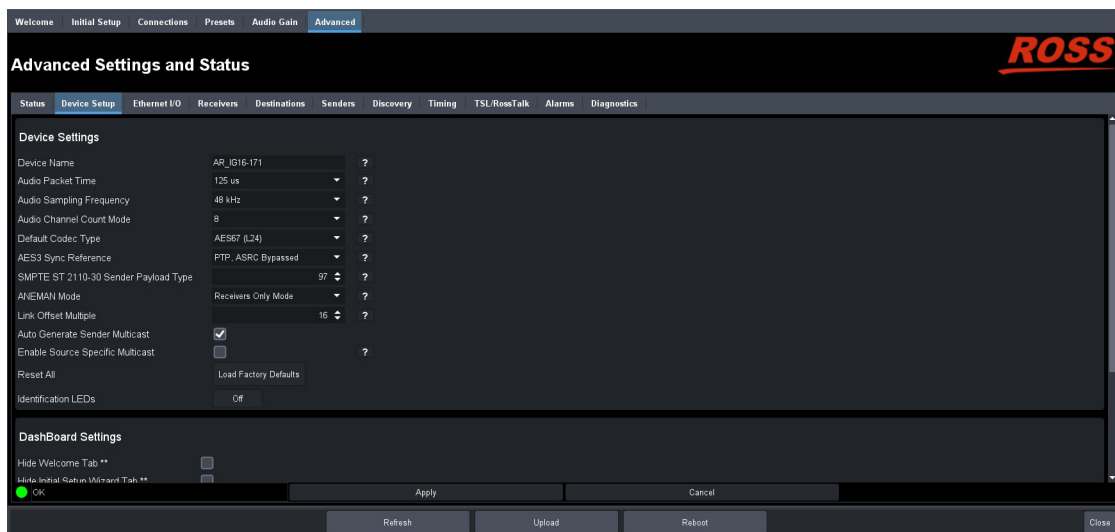 Welcome Initial Setup Connections Presets Audio Gain Advanced
Advanced Settings and Status
ROSS
Status Device Setup Ethernet I/O Receivers Destinations Senders Discovery Timing TSL/RossTalk Alarms Diagnostics
Device Settings
Device Name AR_IG16-171 ?
Audio Packet Time 125 us ?
Audio Sampling Frequency 48 kHz ?
Audio Channel Count Mode 8 ?
Default Codec Type AES67 (L24) ?
AES3 Sync Reference PTP, ASRC Bypassed ?
SMPTE ST 2110-30 Sender Payload Type 97 ?
ANEMAN Mode Receivers Only Mode ?
Link Offset Multiple 16 ?
Auto Generate Sender Multicast
Enable Source Specific Multicast ?
Reset All Load Factory Defaults
Identification LEDs Off
DashBoard Settings
Hide Welcome Tab **
Hide Initial Setup Wizard Tab **
OK Apply Cancel
Refresh Upload Reboot Close